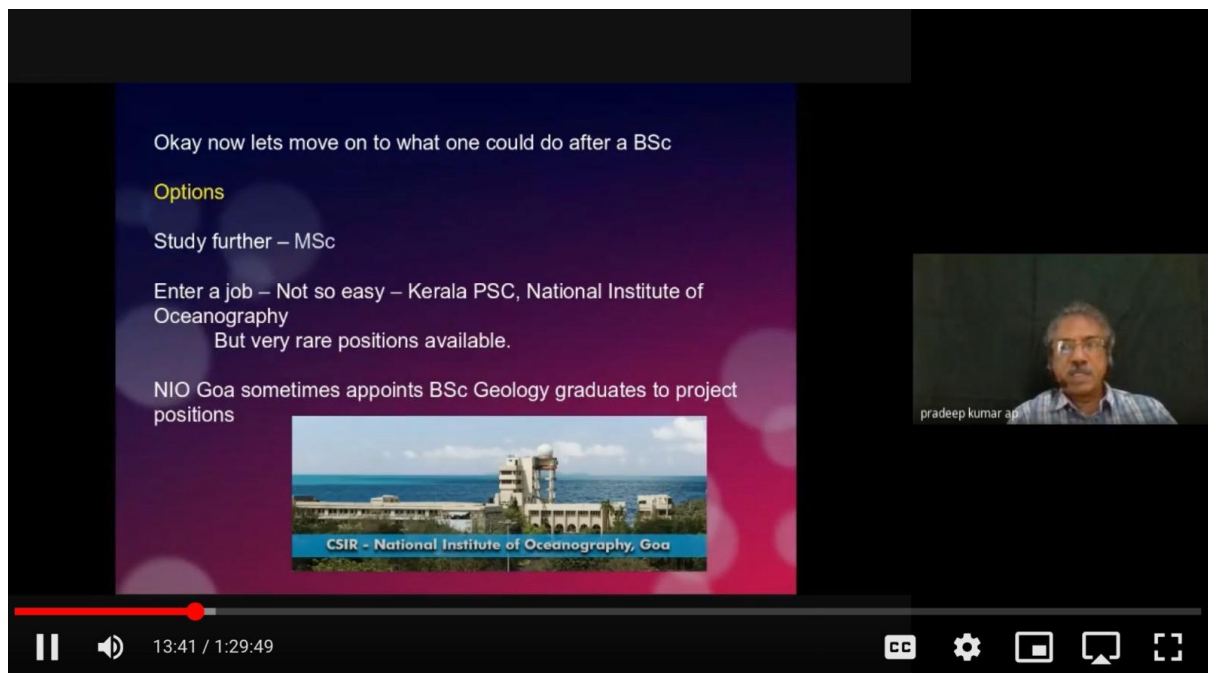 Okay now lets move on to what one could do after a BSc
Options
Study further – MSc
Enter a job – Not so easy – Kerala PSC, National Institute of
Oceanography
But very rare positions available.
NIO Goa sometimes appoints BSc Geology graduates to project
positions
CSIR - National Institute of Oceanography, Goa
pradeep kumar ap
13:41 / 1:29:49
CC